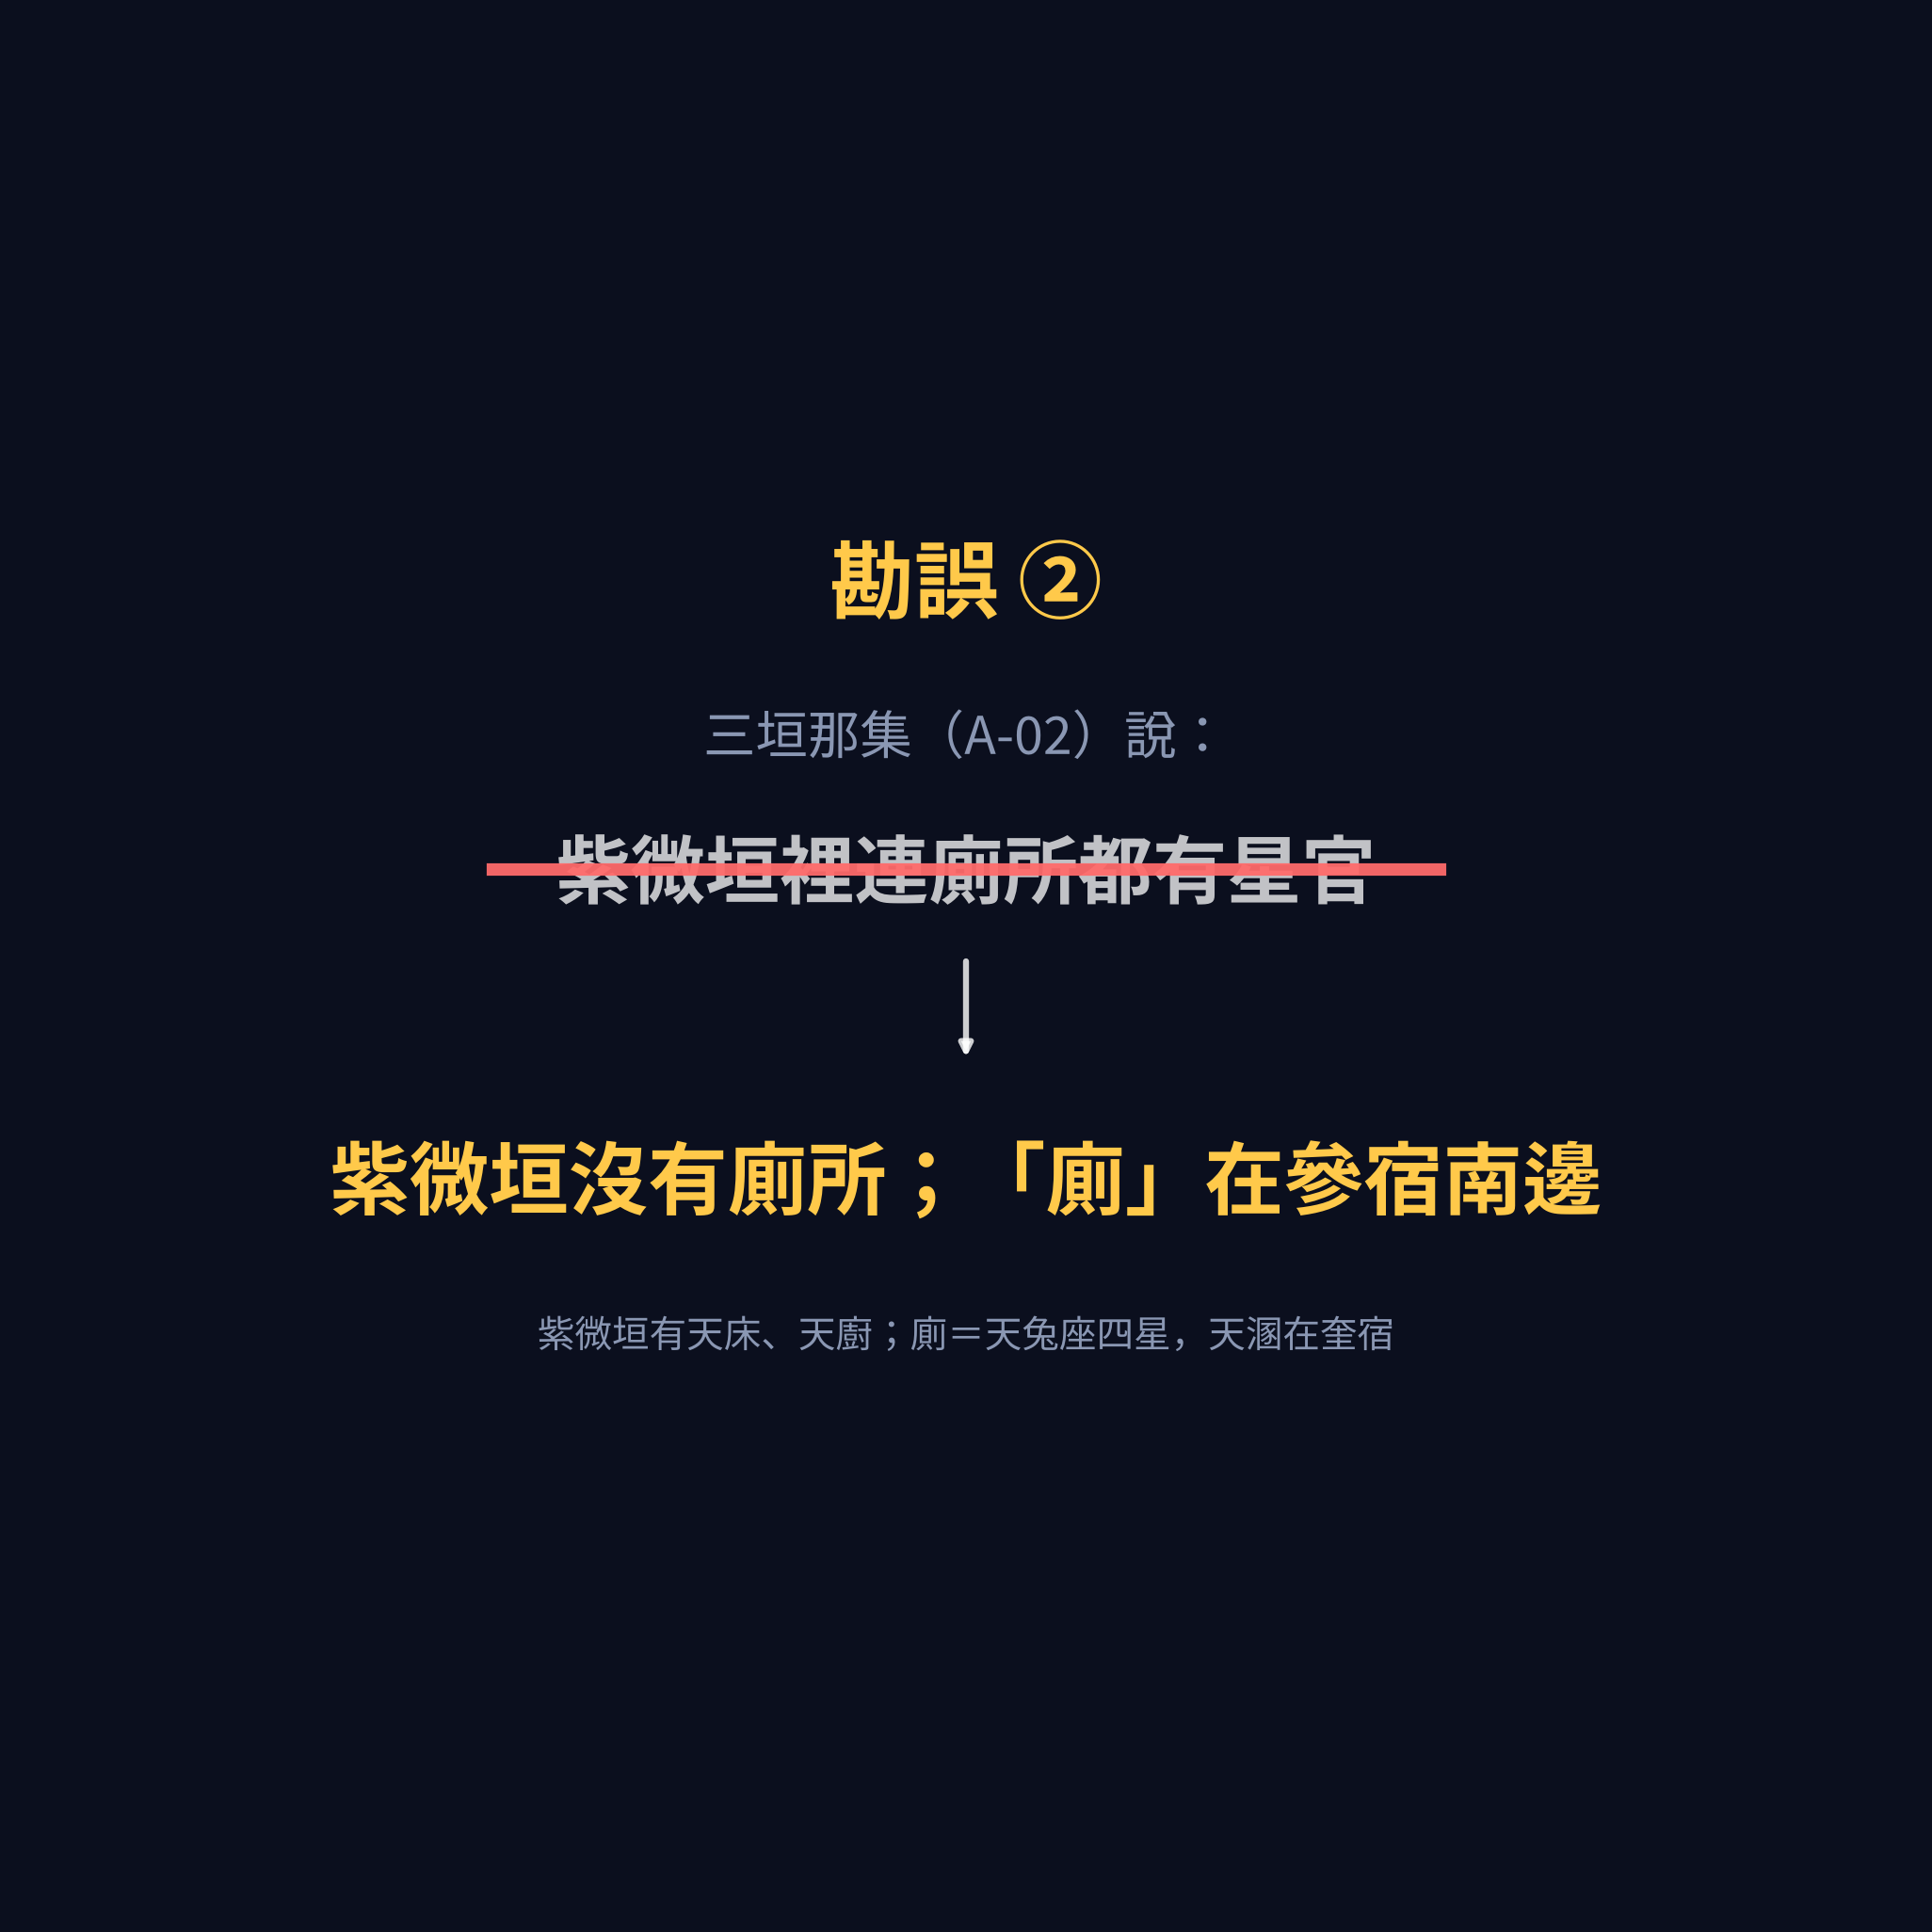 勘誤 ②
三垣那集（A-02）說：
紫微垣裡連廁所都有星官
紫微垣沒有廁所；「廁」在參宿南邊
紫微垣有天床、天廚；廁＝天兔座四星，天溷在奎宿